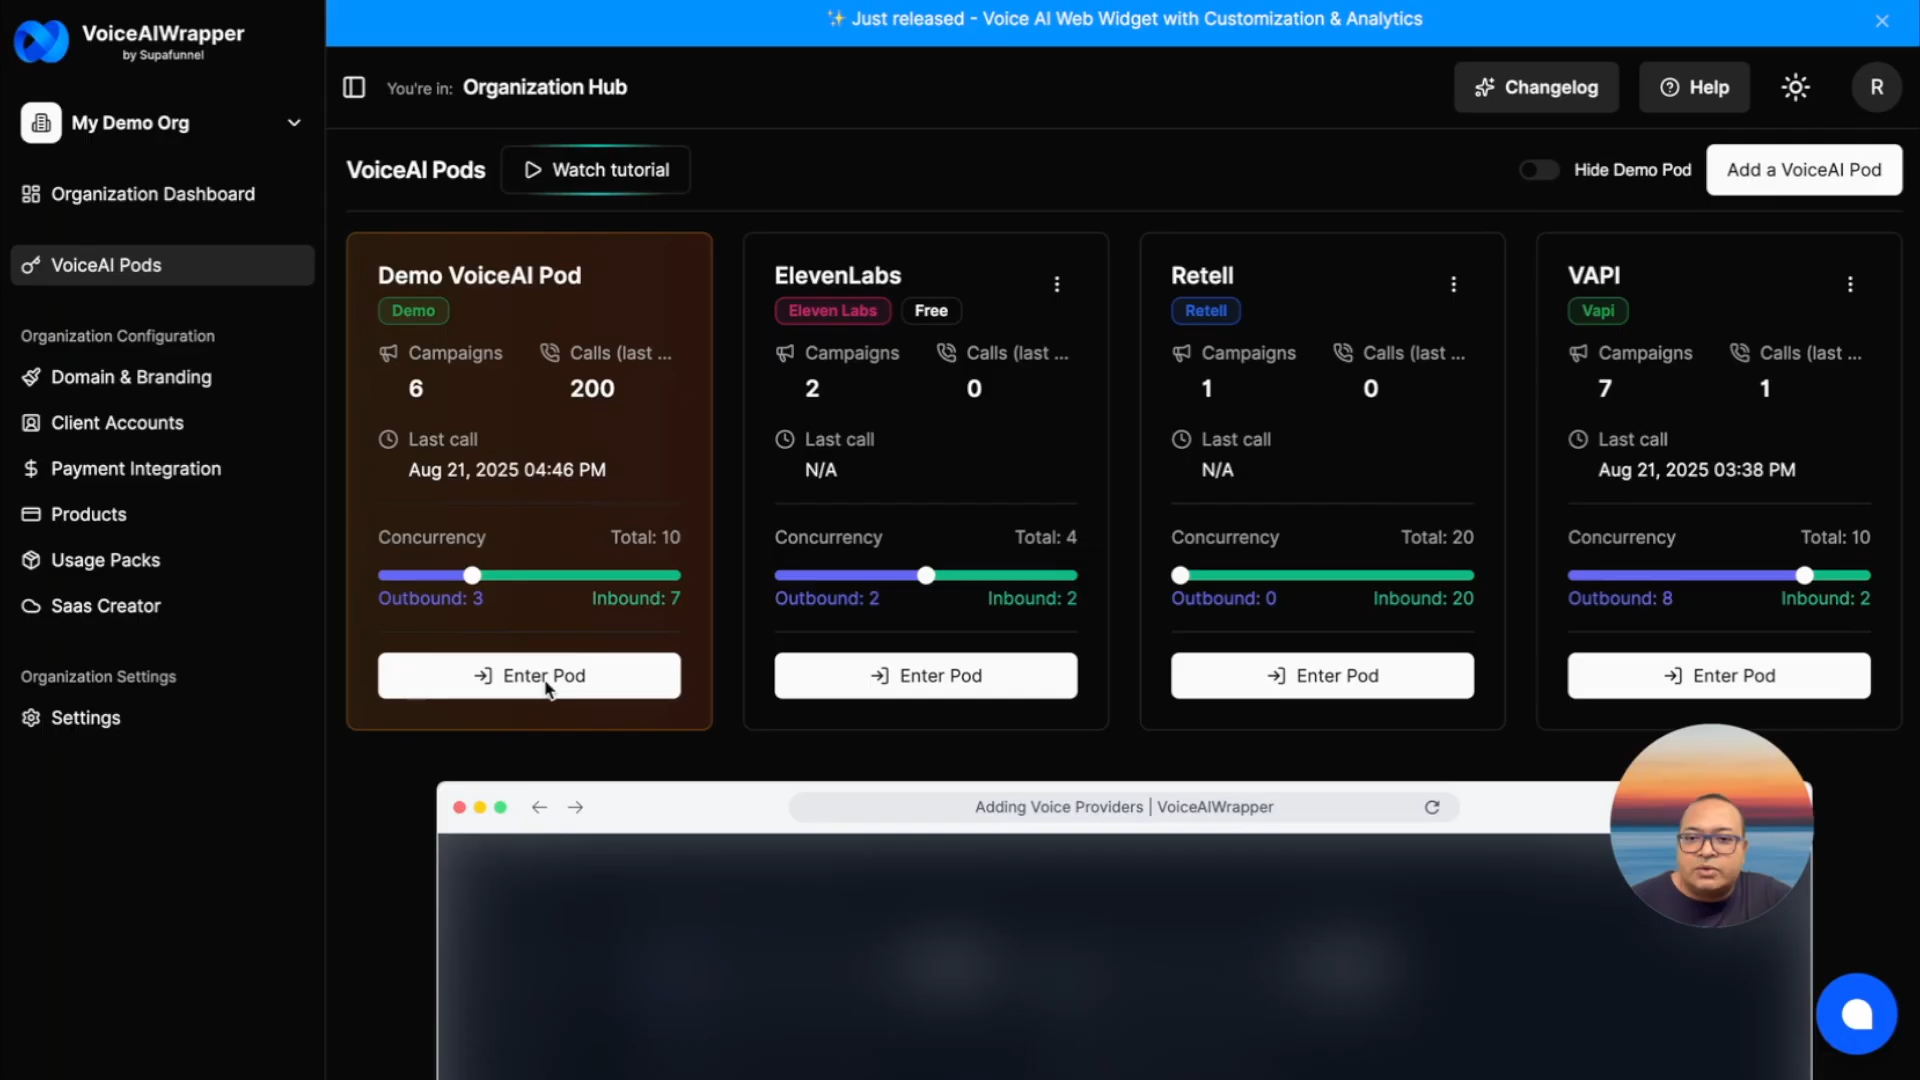 ✨ Just released - Voice AI Web Widget with Customization & Analytics
VoiceAIWrapper
by Supafunnel
You're in: Organization Hub
Changelog
Help
R
My Demo Org
Organization Dashboard
VoiceAI Pods
Organization Configuration
Domain & Branding
Client Accounts
Payment Integration
Products
Usage Packs
Saas Creator
Organization Settings
Settings
VoiceAI Pods
Watch tutorial
Hide Demo Pod
Add a VoiceAI Pod
Demo VoiceAI Pod
Demo
Campaigns
Calls (last ...
6
200
Last call
Aug 21, 2025 04:46 PM
Concurrency
Total: 10
Outbound: 3
Inbound: 7
Enter Pod
ElevenLabs
Eleven Labs
Free
Campaigns
Calls (last ...
2
0
Last call
N/A
Concurrency
Total: 4
Outbound: 2
Inbound: 2
Enter Pod
Retell
Retell
Campaigns
Calls (last ...
1
0
Last call
N/A
Concurrency
Total: 20
Outbound: 0
Inbound: 20
Enter Pod
VAPI
Vapi
Campaigns
Calls (last ...
7
1
Last call
Aug 21, 2025 03:38 PM
Concurrency
Total: 10
Outbound: 8
Inbound: 2
Enter Pod
Adding Voice Providers | VoiceAIWrapper